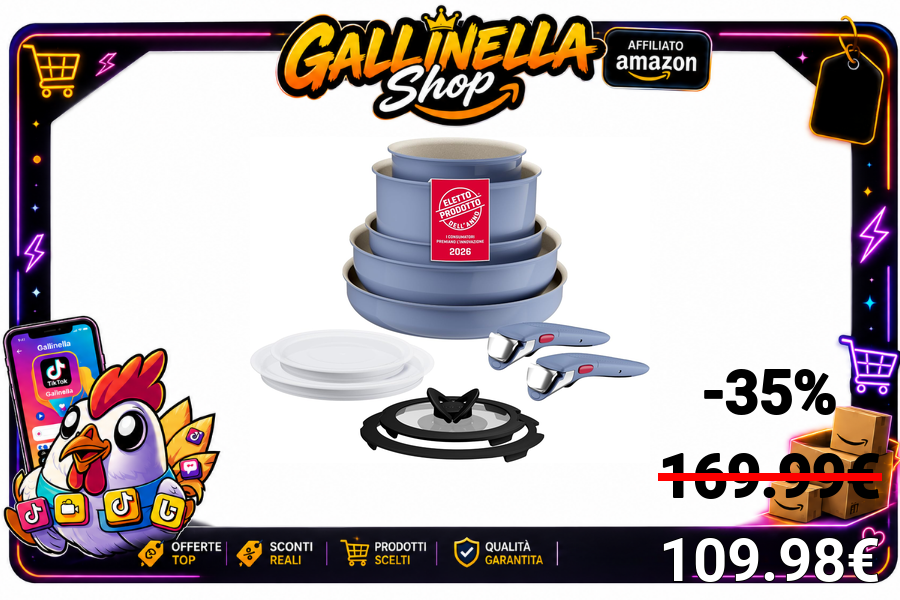 GALLINELLA
Shop
AFFILIATO
amazon
ELETTO
PRODOTTO
DELL'ANNO
I CONSUMATORI
PREMIANO L'INNOVAZIONE
2026
Gallinella
TikTok
Gallinella
-35%
169.99€
109.98€
OFFERTE
TOP
SCONTI
REALI
PRODOTTI
SCELTI
QUALITÀ
GARANTITA